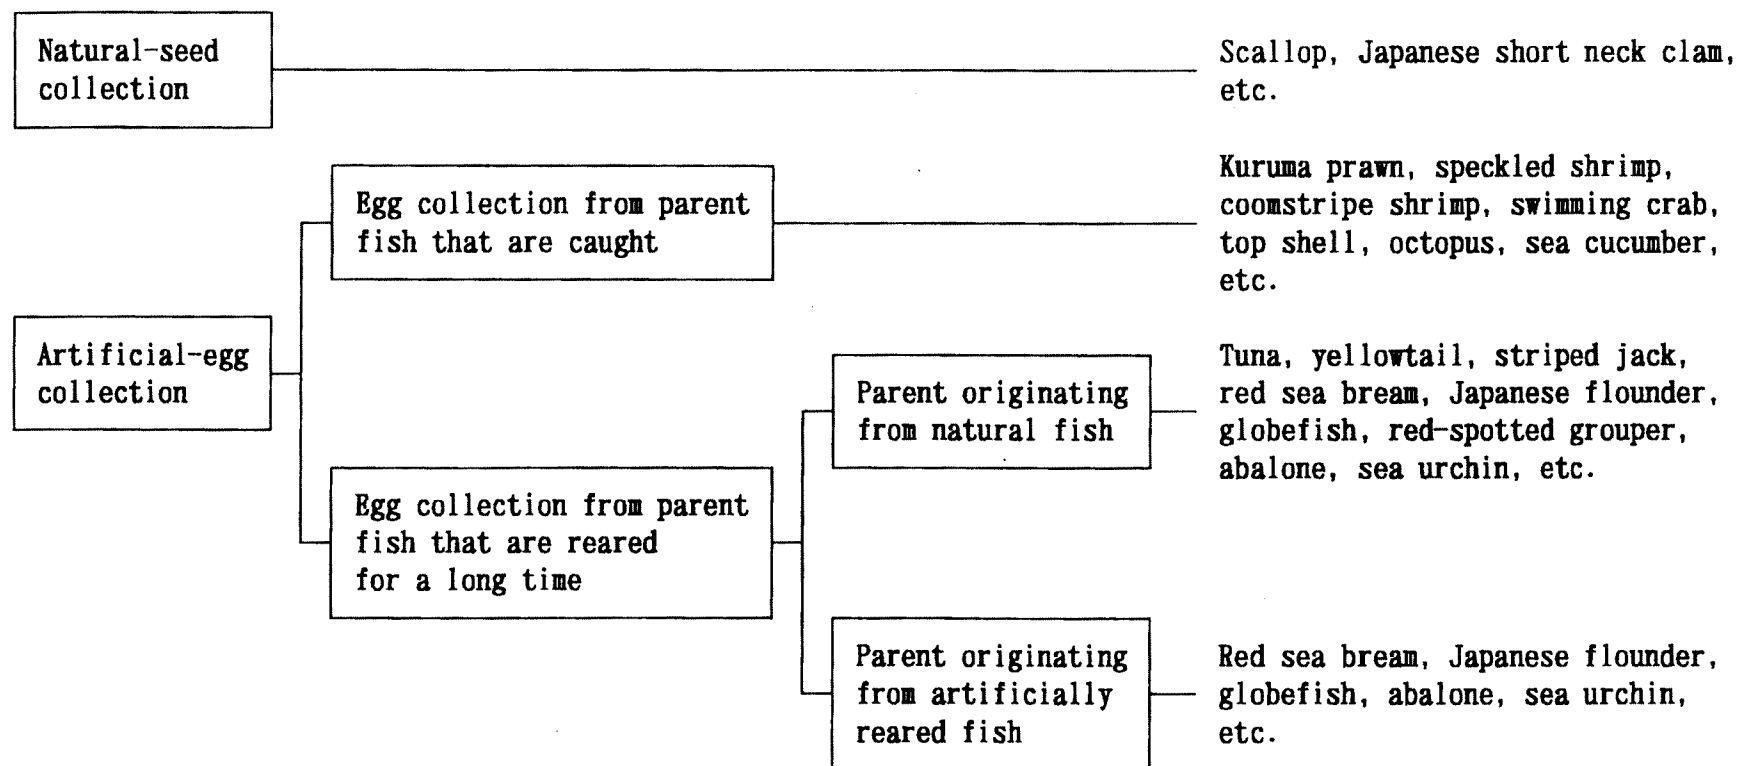 Natural-seed
collection
Scallop, Japanese short neck clam,
etc.
Egg collection from parent
fish that are caught
Kuruma prawn, speckled shrimp,
coomstripe shrimp, swimming crab,
top shell, octopus, sea cucumber,
etc.
Artificial-egg
collection
Parent originating
from natural fish
Tuna, yellowtail, striped jack,
red sea bream, Japanese flounder,
globefish, red-spotted grouper,
abalone, sea urchin, etc.
Egg collection from parent
fish that are reared
for a long time
Parent originating
from artificially
reared fish
Red sea bream, Japanese flounder,
globefish, abalone, sea urchin,
etc.